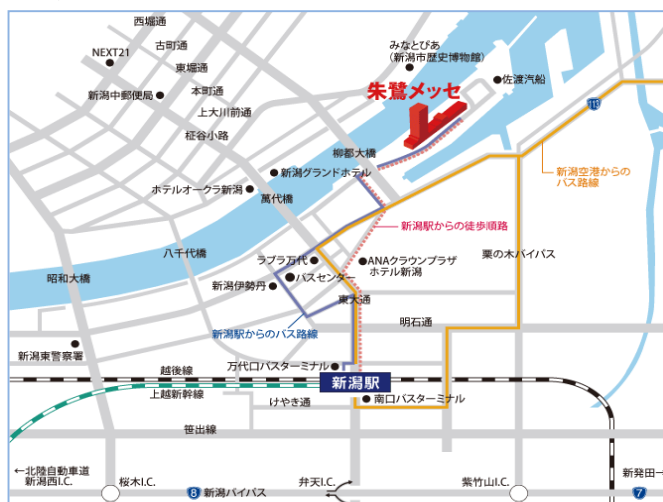 西堀通
古町通
NEXT21
東堀通
みなとぴあ
(新潟市歴史博物館)
佐渡汽船
新潟中郵便局
本町通
朱鷺メッセ
上大川前通
113
柾谷小路
柳都大橋
新潟グランドホテル
新潟空港からの
バス路線
ホテルオークラ新潟
萬代橋
新潟駅からの徒歩順路
八千代橋
ラブラ万代
ANAクラウンプラザ
ホテル新潟
栗の木バイパス
昭和大橋
バスセンター
新潟伊勢丹
東大通
新潟駅からのバス路線
明石通
新潟東警察署
万代口バスターミナル
越後線
新潟駅
上越新幹線
けやき通
南口バスターミナル
笹出線
←北陸自動車道
新潟西I.C.
桜木I.C.
8
新潟バイパス
弁天I.C.
紫竹山I.C.
新発田→
7